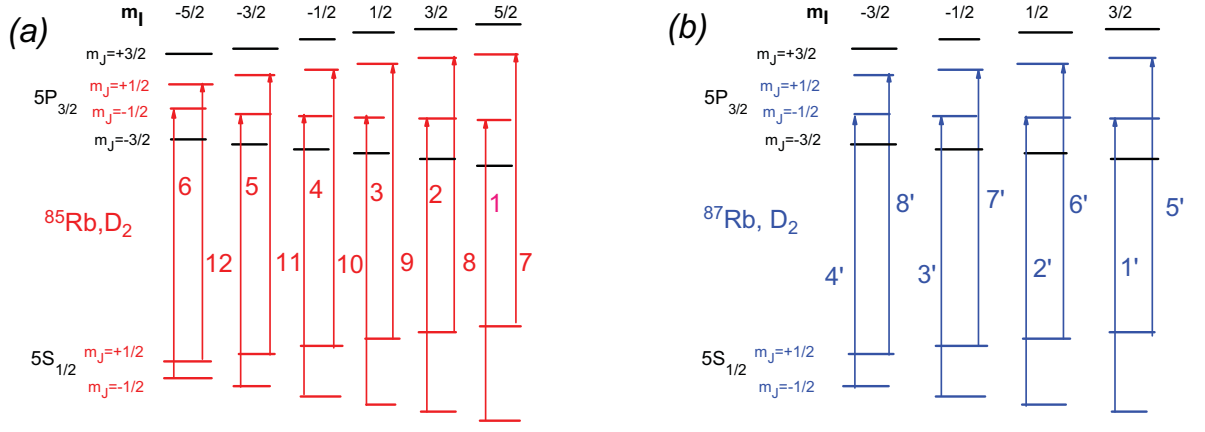 (a) m_I -5/2 -3/2 -1/2 1/2 3/2 5/2
m_J=+3/2
m_J=+1/2
5P_3/2
m_J=-1/2
m_J=-3/2
6 5 4 3 2 1
^85Rb,D_2
12 11 10 9 8 7
5S_1/2
m_J=+1/2
m_J=-1/2
(b) m_I -3/2 -1/2 1/2 3/2
m_J=+3/2
m_J=+1/2
5P_3/2
m_J=-1/2
m_J=-3/2
^87Rb, D_2
8' 7' 6' 5'
4' 3' 2' 1'
5S_1/2
m_J=+1/2
m_J=-1/2